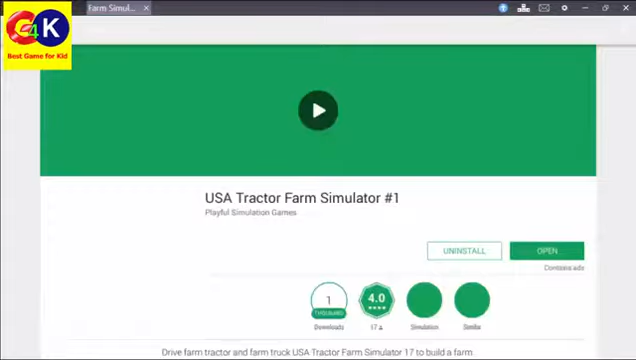 Farm Simul...
G4K
Best Game for Kid
USA Tractor Farm Simulator #1
Playful Simulation Games
UNINSTALL
OPEN
Contains ads
1
THOUSAND
4.0
Downloads
17
Simulation
Similar
Drive farm tractor and farm truck USA Tractor Farm Simulator 17 to build a farm